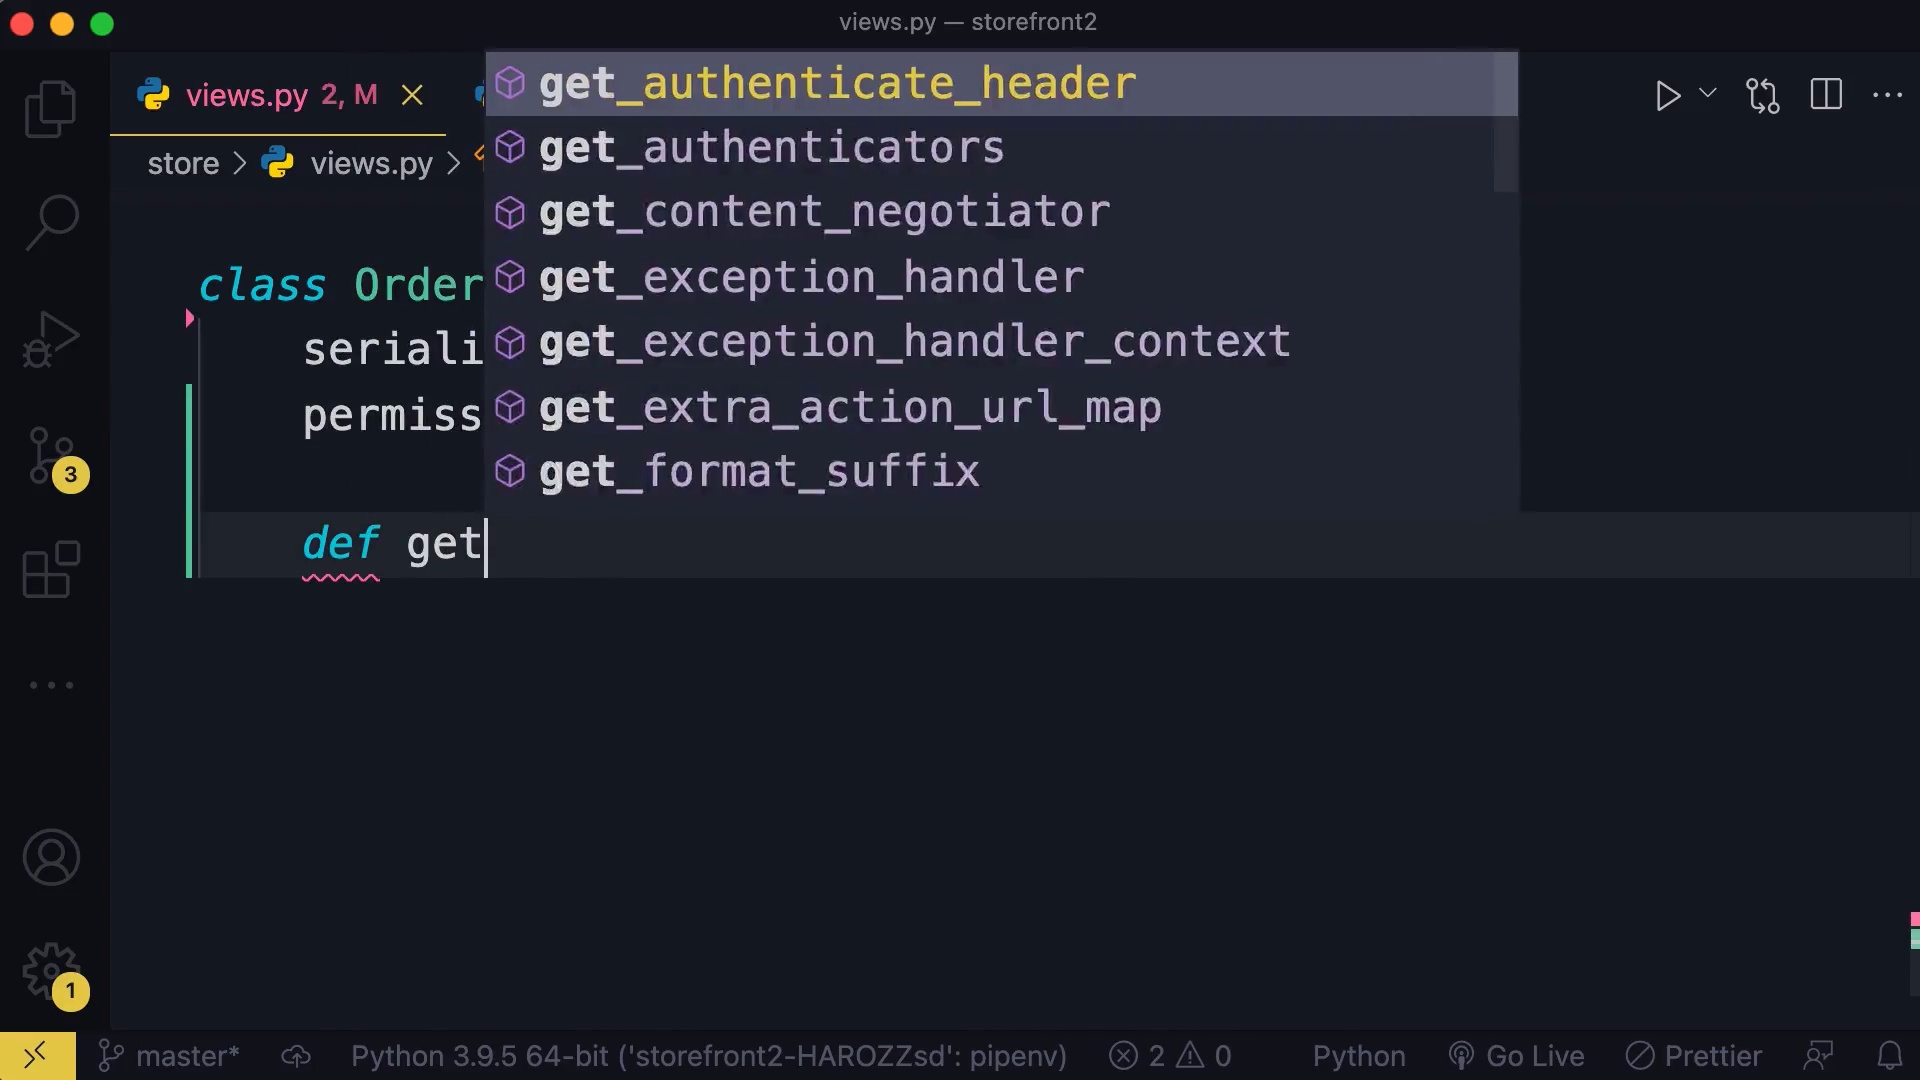 views.py — storefront2
views.py 2, M
store > views.py >
get_authenticate_header
get_authenticators
get_content_negotiator
get_exception_handler
get_exception_handler_context
get_extra_action_url_map
get_format_suffix
class Order
seriali
permiss
def get
3
1
master* Python 3.9.5 64-bit ('storefront2-HAROZZsd': pipenv) 2 0 Python Go Live Prettier